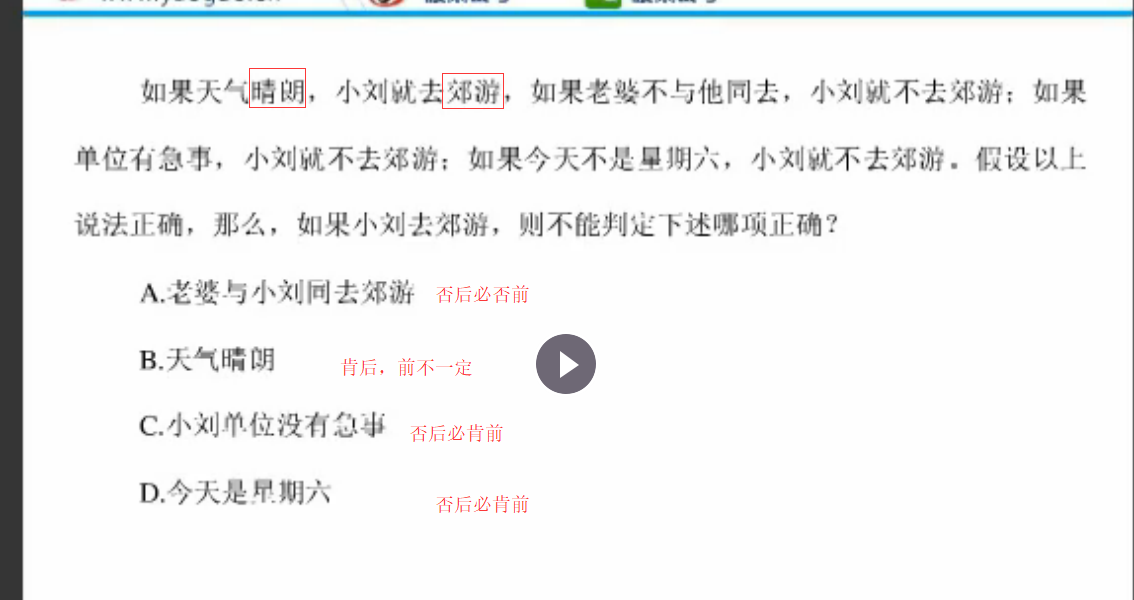 如果天气晴朗，小刘就去郊游，如果老婆不与他同去，小刘就不去郊游；如果
单位有急事，小刘就不去郊游；如果今天不是星期六，小刘就不去郊游。假设以上
说法正确，那么，如果小刘去郊游，则不能判定下述哪项正确？
A.老婆与小刘同去郊游 否后必否前
B.天气晴朗 肯后，前不一定
C.小刘单位没有急事 否后必肯前
D.今天是星期六 否后必肯前